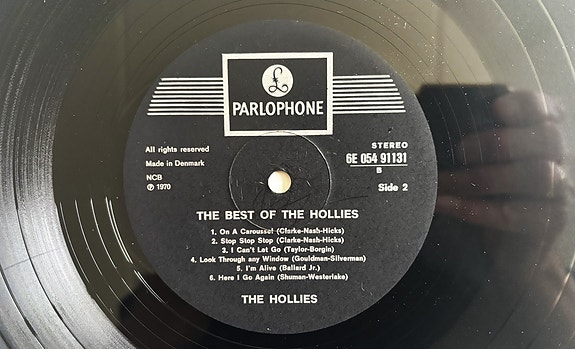 £
PARLOPHONE
All rights reserved
Made in Denmark
NCB
Ⓟ 1970
STEREO
6E 054 91131
B
Side 2
THE BEST OF THE HOLLIES
1. On A Carousel (Clarke-Nash-Hicks)
2. Stop Stop Stop (Clarke-Nash-Hicks)
3. I Can't Let Go (Taylor-Borgin)
4. Look Through any Window (Gouldman-Silverman)
5. I'm Alive (Ballard Jr.)
6. Here I Go Again (Shuman-Westerlake)
THE HOLLIES